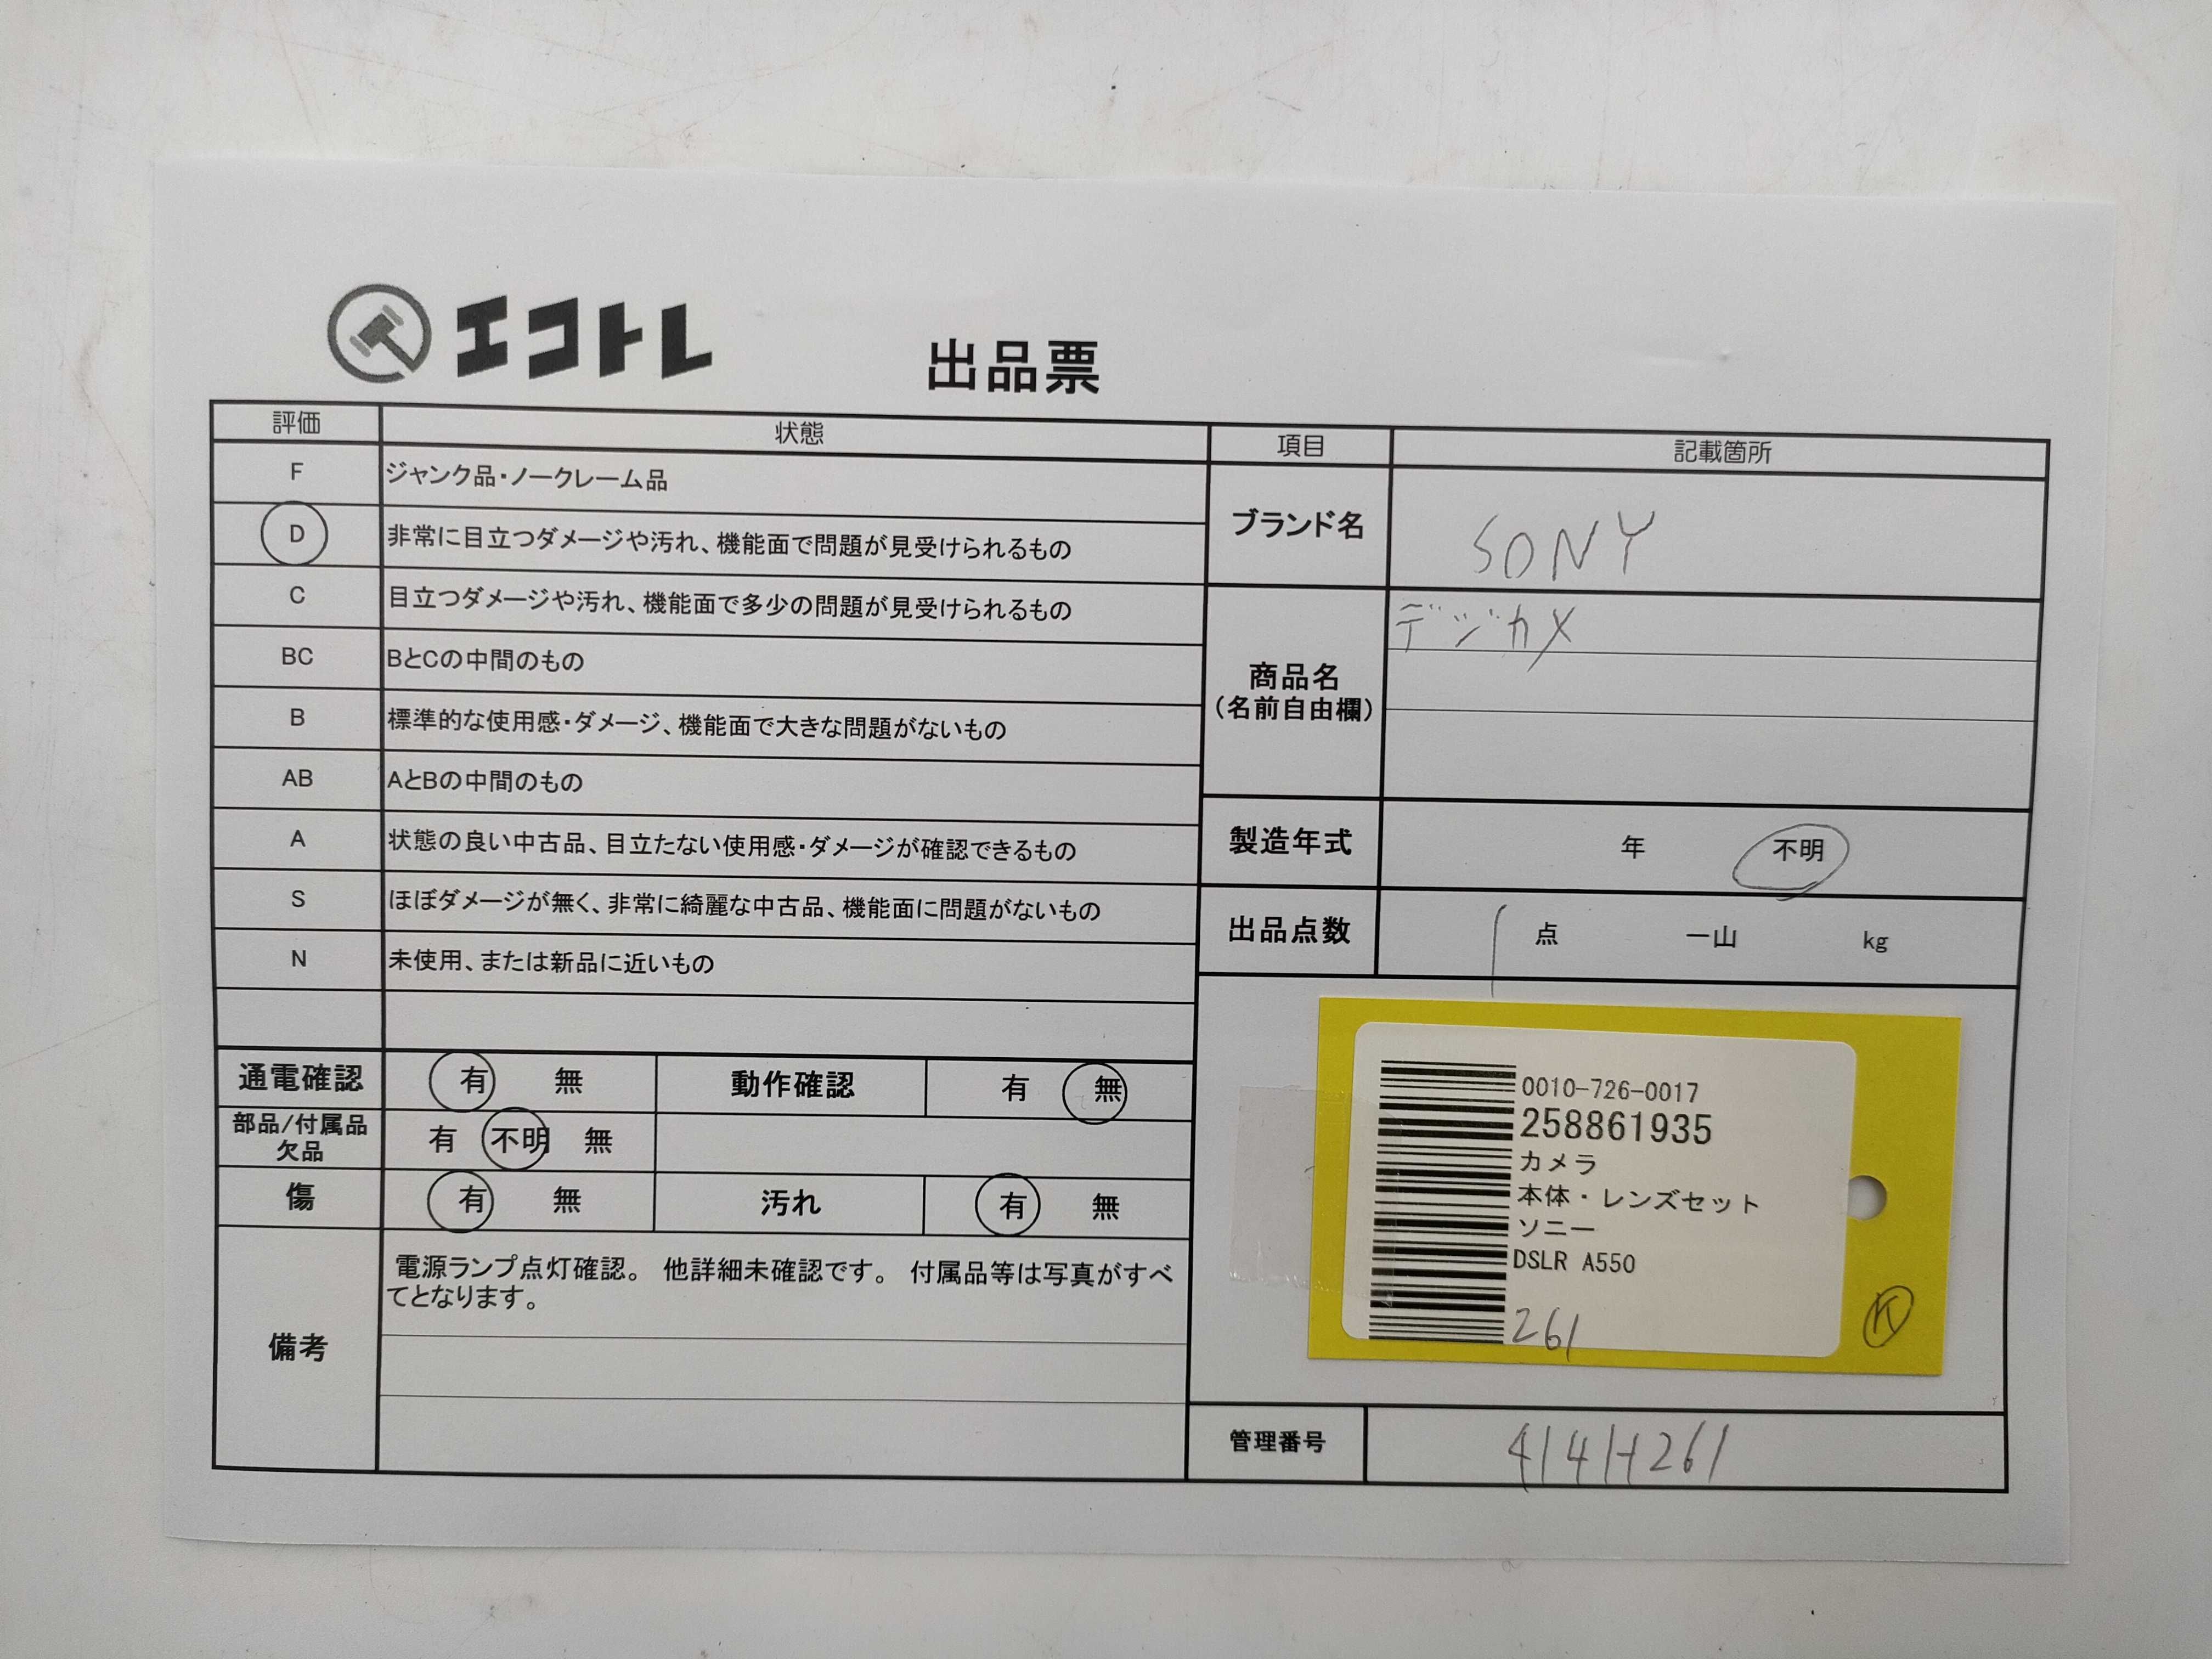 エコトレ
出品票
評価 状態 項目 記載箇所
F ジャンク品・ノークレーム品
D 非常に目立つダメージや汚れ、機能面で問題が見受けられるもの
C 目立つダメージや汚れ、機能面で多少の問題が見受けられるもの
BC BとCの中間のもの
B 標準的な使用感・ダメージ、機能面で大きな問題がないもの
AB AとBの中間のもの
A 状態の良い中古品、目立たない使用感・ダメージが確認できるもの
S ほぼダメージが無く、非常に綺麗な中古品、機能面に問題がないもの
N 未使用、または新品に近いもの
通電確認 有 無 動作確認 有 無
部品/付属品
欠品
有 不明 無
傷 有 無 汚れ 有 無
備考
電源ランプ点灯確認。 他詳細未確認です。 付属品等は写真がすべ
てとなります。
ブランド名 SONY
商品名
(名前自由欄)
デジカメ
製造年式 年 不明
出品点数 1 点 一山 kg
0010-726-0017
258861935
カメラ
本体・レンズセット
ソニー
DSLR A550
261
K
管理番号